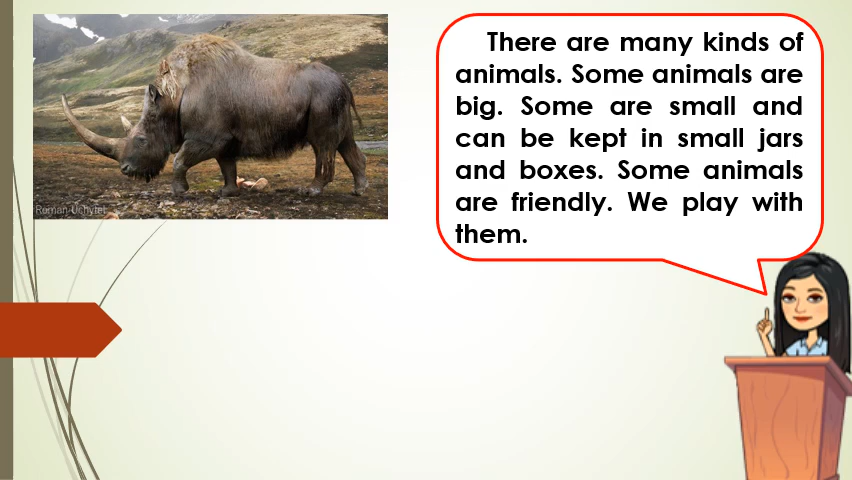 There are many kinds of
animals. Some animals are
big. Some are small and
can be kept in small jars
and boxes. Some animals
are friendly. We play with
them.
Roman Uchytel